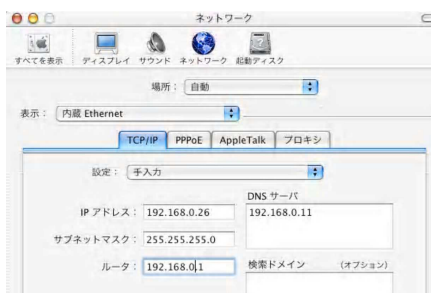 ネットワーク
すべてを表示 ディスプレイ サウンド ネットワーク 起動ディスク
場所： 自動
表示： 内蔵 Ethernet
TCP/IP PPPoE AppleTalk プロキシ
設定： 手入力
DNS サーバ
IP アドレス： 192.168.0.26 192.168.0.11
サブネットマスク： 255.255.255.0
ルータ： 192.168.0.1 検索ドメイン （オプション）